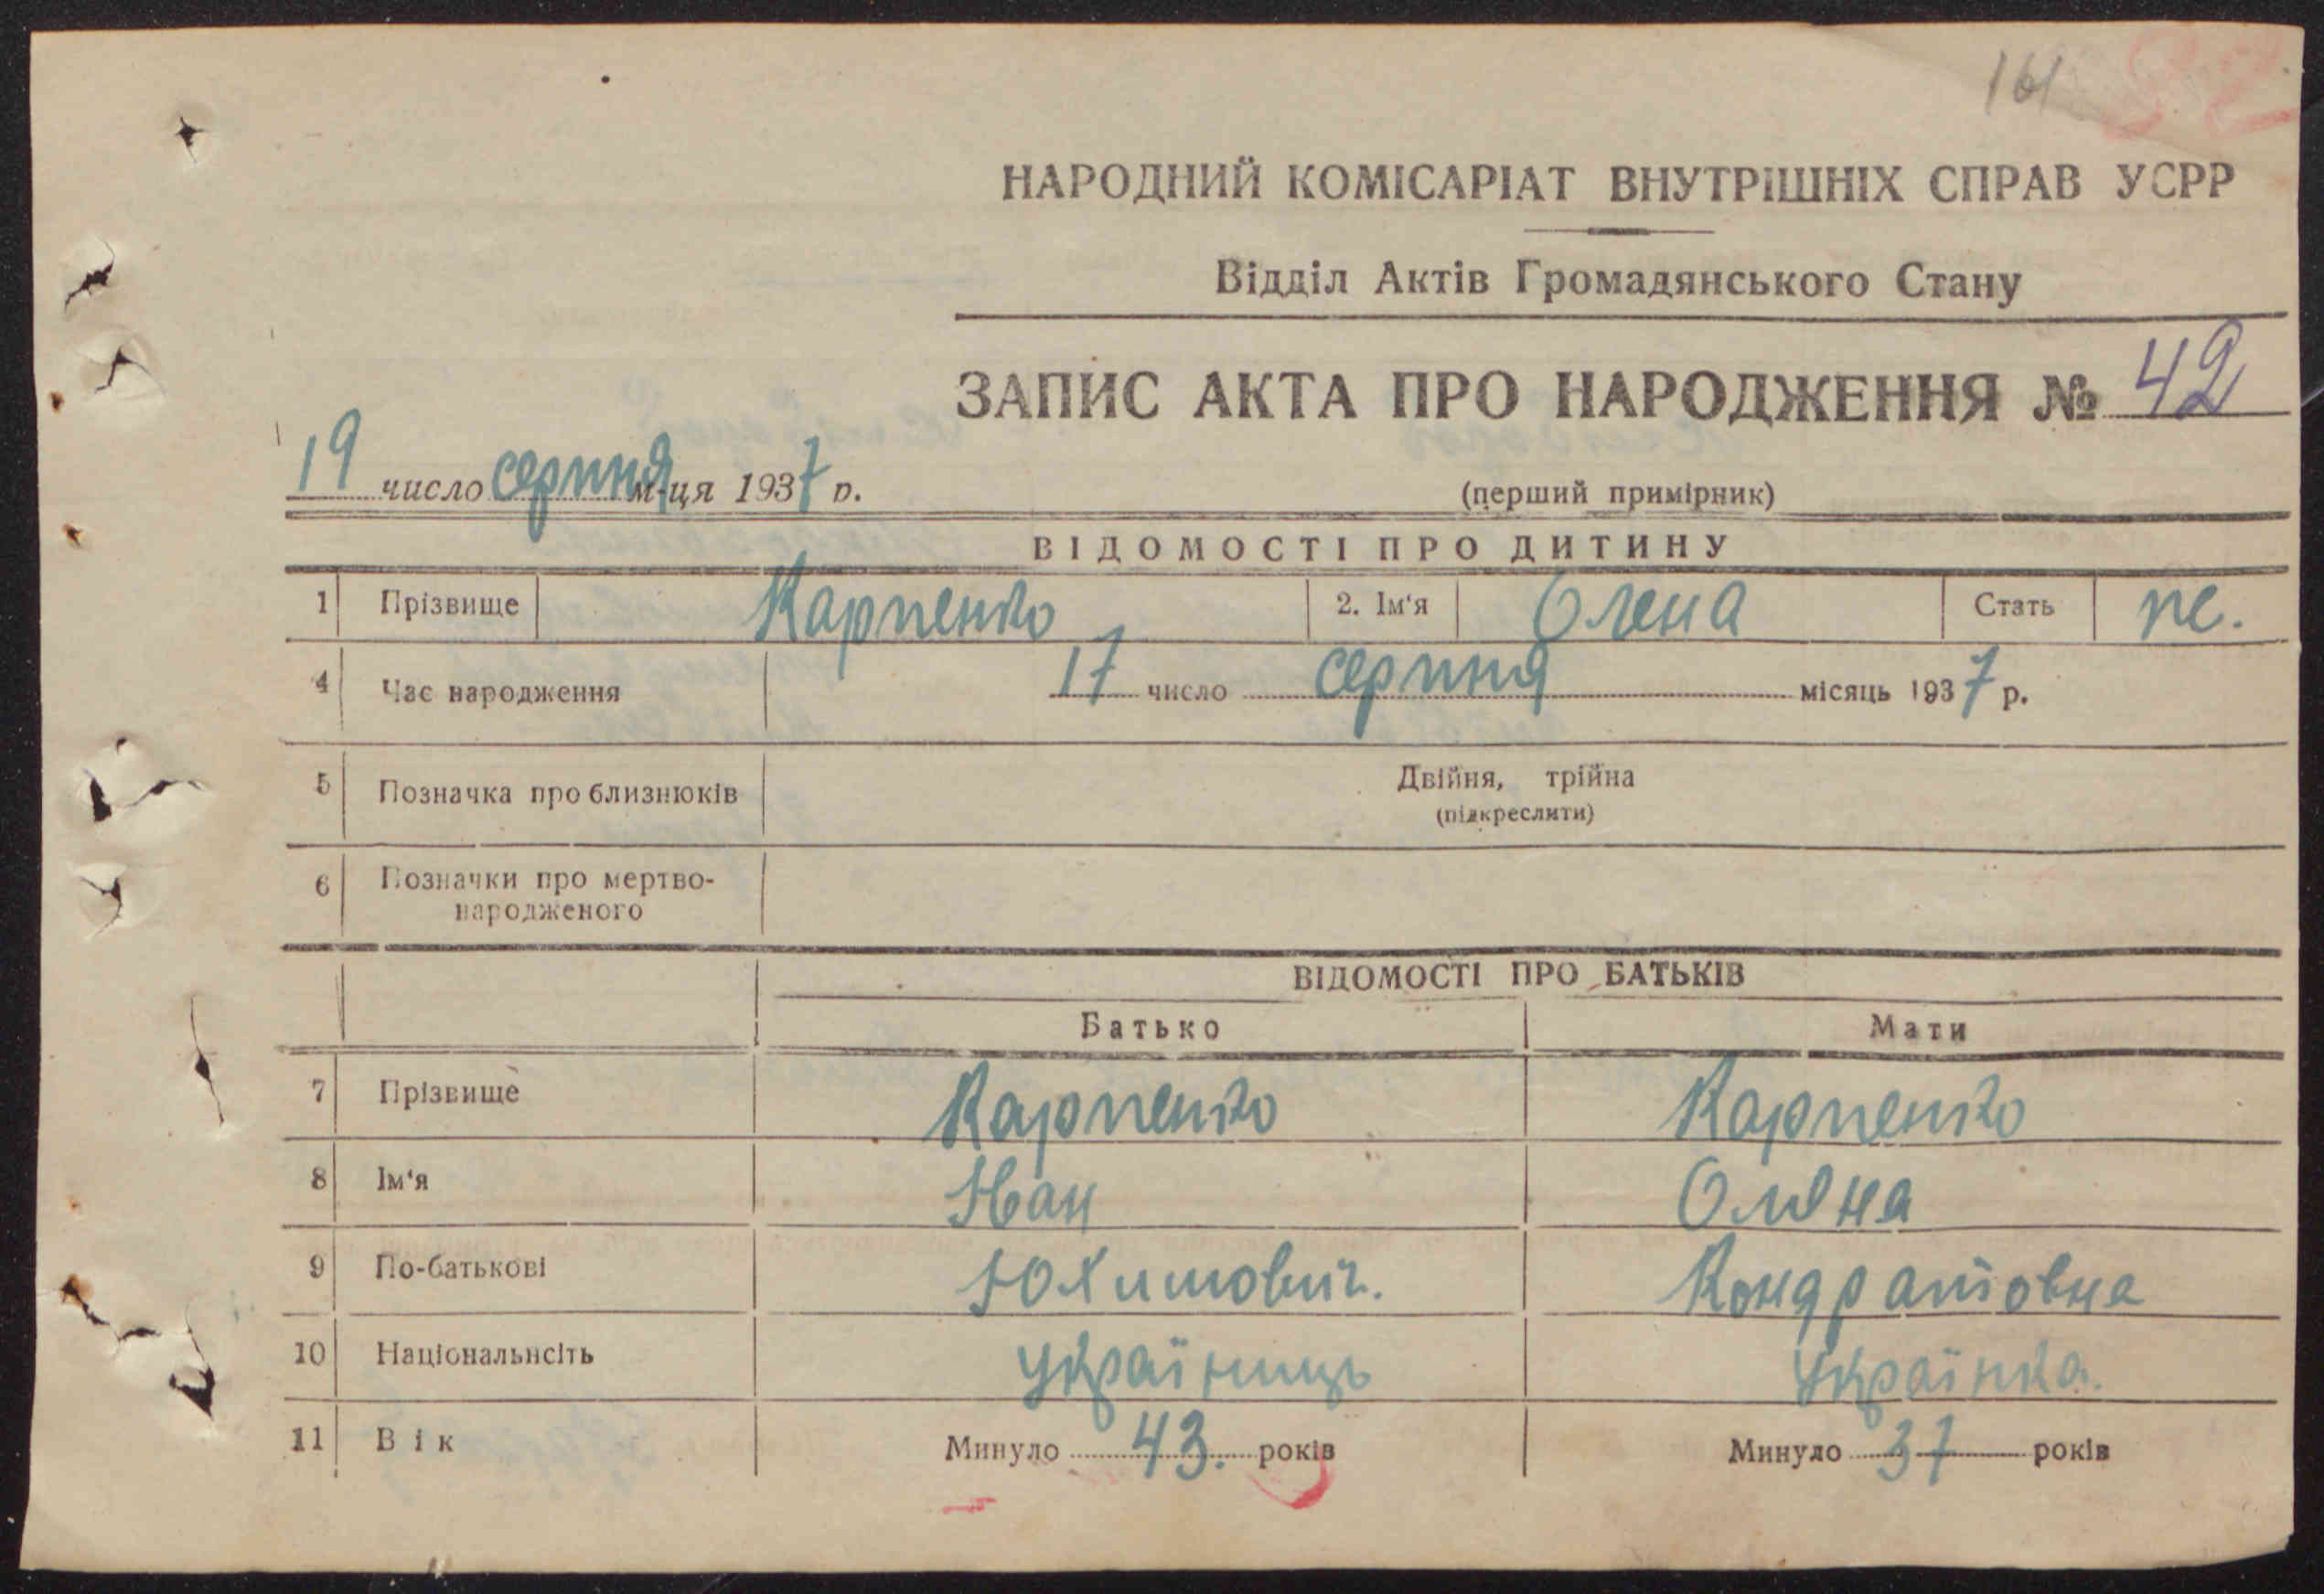 161
НАРОДНИЙ КОМІСАРІАТ ВНУТРІШНІХ СПРАВ УСРР
Відділ Актів Громадянського Стану
ЗАПИС АКТА ПРО НАРОДЖЕННЯ № 42
19 число серпня м-ця 1937 р.
(перший примірник)
ВІДОМОСТІ ПРО ДИТИНУ
1 Прізвище Карпенко 2. Ім‘я Олена Стать ж.
4 Час народження 17 число серпня місяць 1937 р.
5 Позначка про близнюків Двійня, трійна
(підкреслити)
6 Позначки про мертво-
народженого
ВІДОМОСТІ ПРО БАТЬКІВ
Батько Мати
7 Прізвище Карпенко Карпенко
8 Ім‘я Іван Олена
9 По-батькові Юхимович. Кондратовна
10 Національнсіть Україниць Українка.
11 Вік Минуло 43. років Минуло 37 років